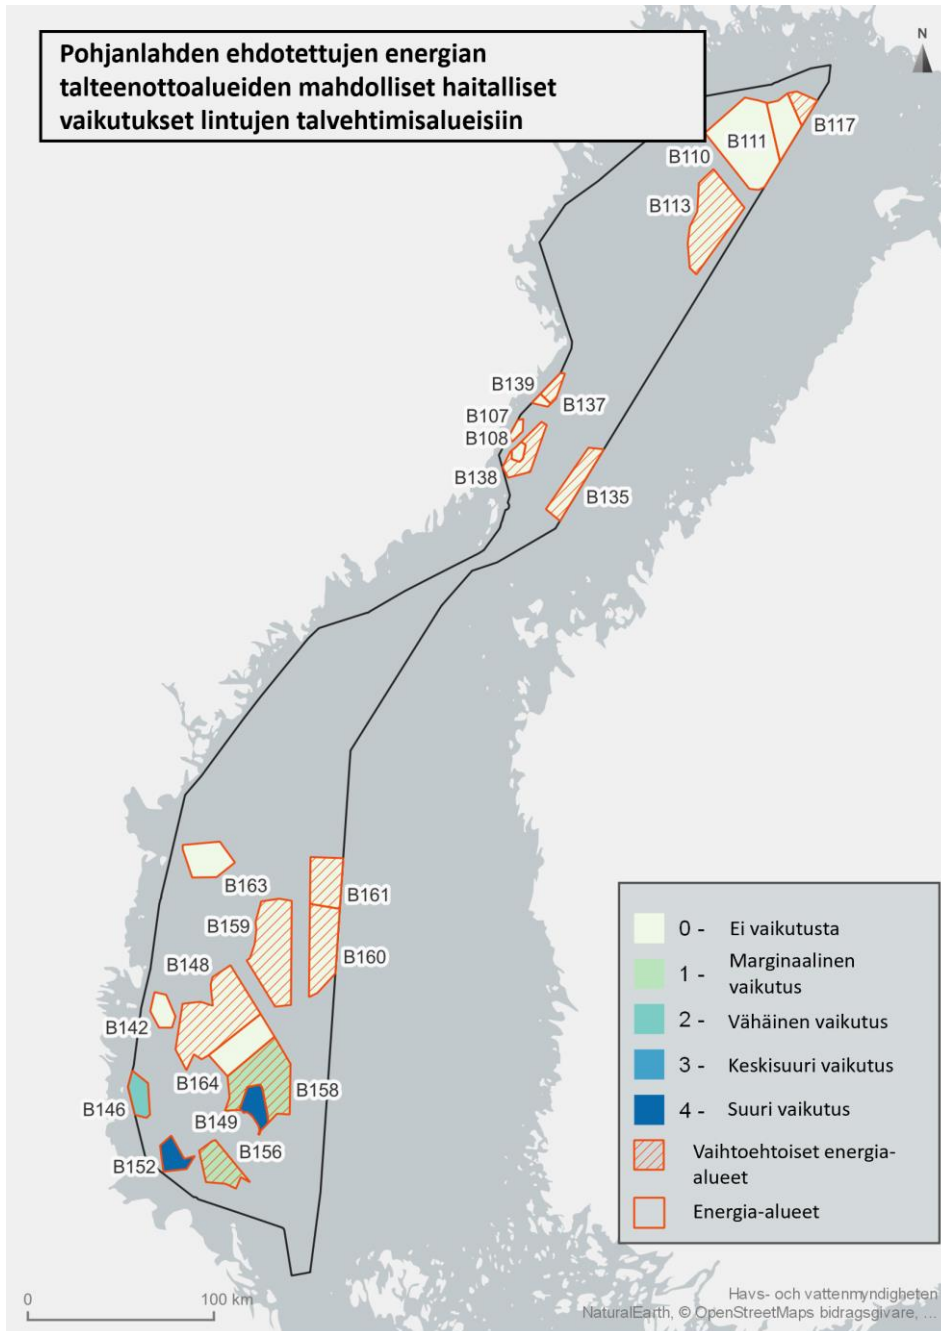 Pohjanlahden ehdotettujen energian
talteenottoalueiden mahdolliset haitalliset
vaikutukset lintujen talvehtimisalueisiin
N
B117
B111
B110
B113
B139
B137
B107
B108
B138
B135
B163
B161
B159
B160
B148
B142
B164
B158
B146
B149
B156
B152
0 - Ei vaikutusta
1 - Marginaalinen
vaikutus
2 - Vähäinen vaikutus
3 - Keskisuuri vaikutus
4 - Suuri vaikutus
Vaihtoehtoiset energia-
alueet
Energia-alueet
0 100 km
Havs- och vattenmyndigheten
NaturalEarth, © OpenStreetMaps bidragsgivare, ...